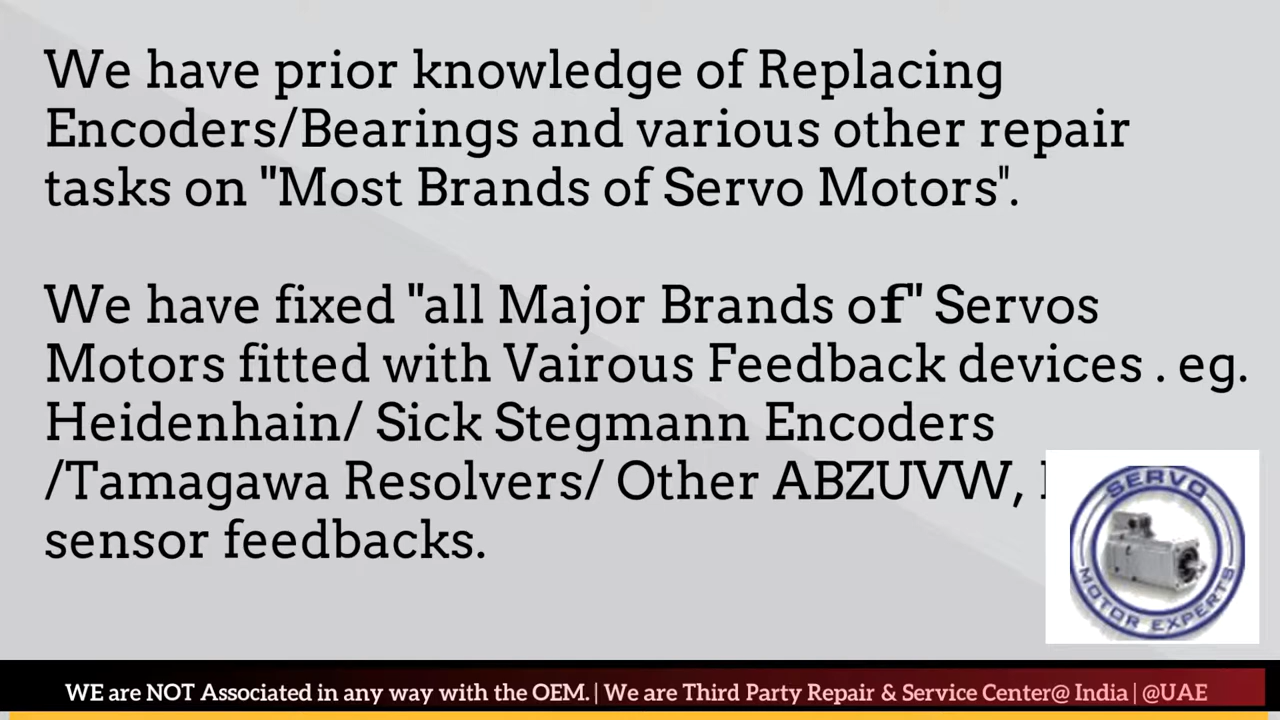 We have prior knowledge of Replacing
Encoders/Bearings and various other repair
tasks on "Most Brands of Servo Motors".
We have fixed "all Major Brands of" Servos
Motors fitted with Vairous Feedback devices . eg.
Heidenhain/ Sick Stegmann Encoders
/Tamagawa Resolvers/ Other ABZUVW,
sensor feedbacks.
SERVO
MOTOR EXPERTS
WE are NOT Associated in any way with the OEM. | We are Third Party Repair & Service Center@ India | @UAE